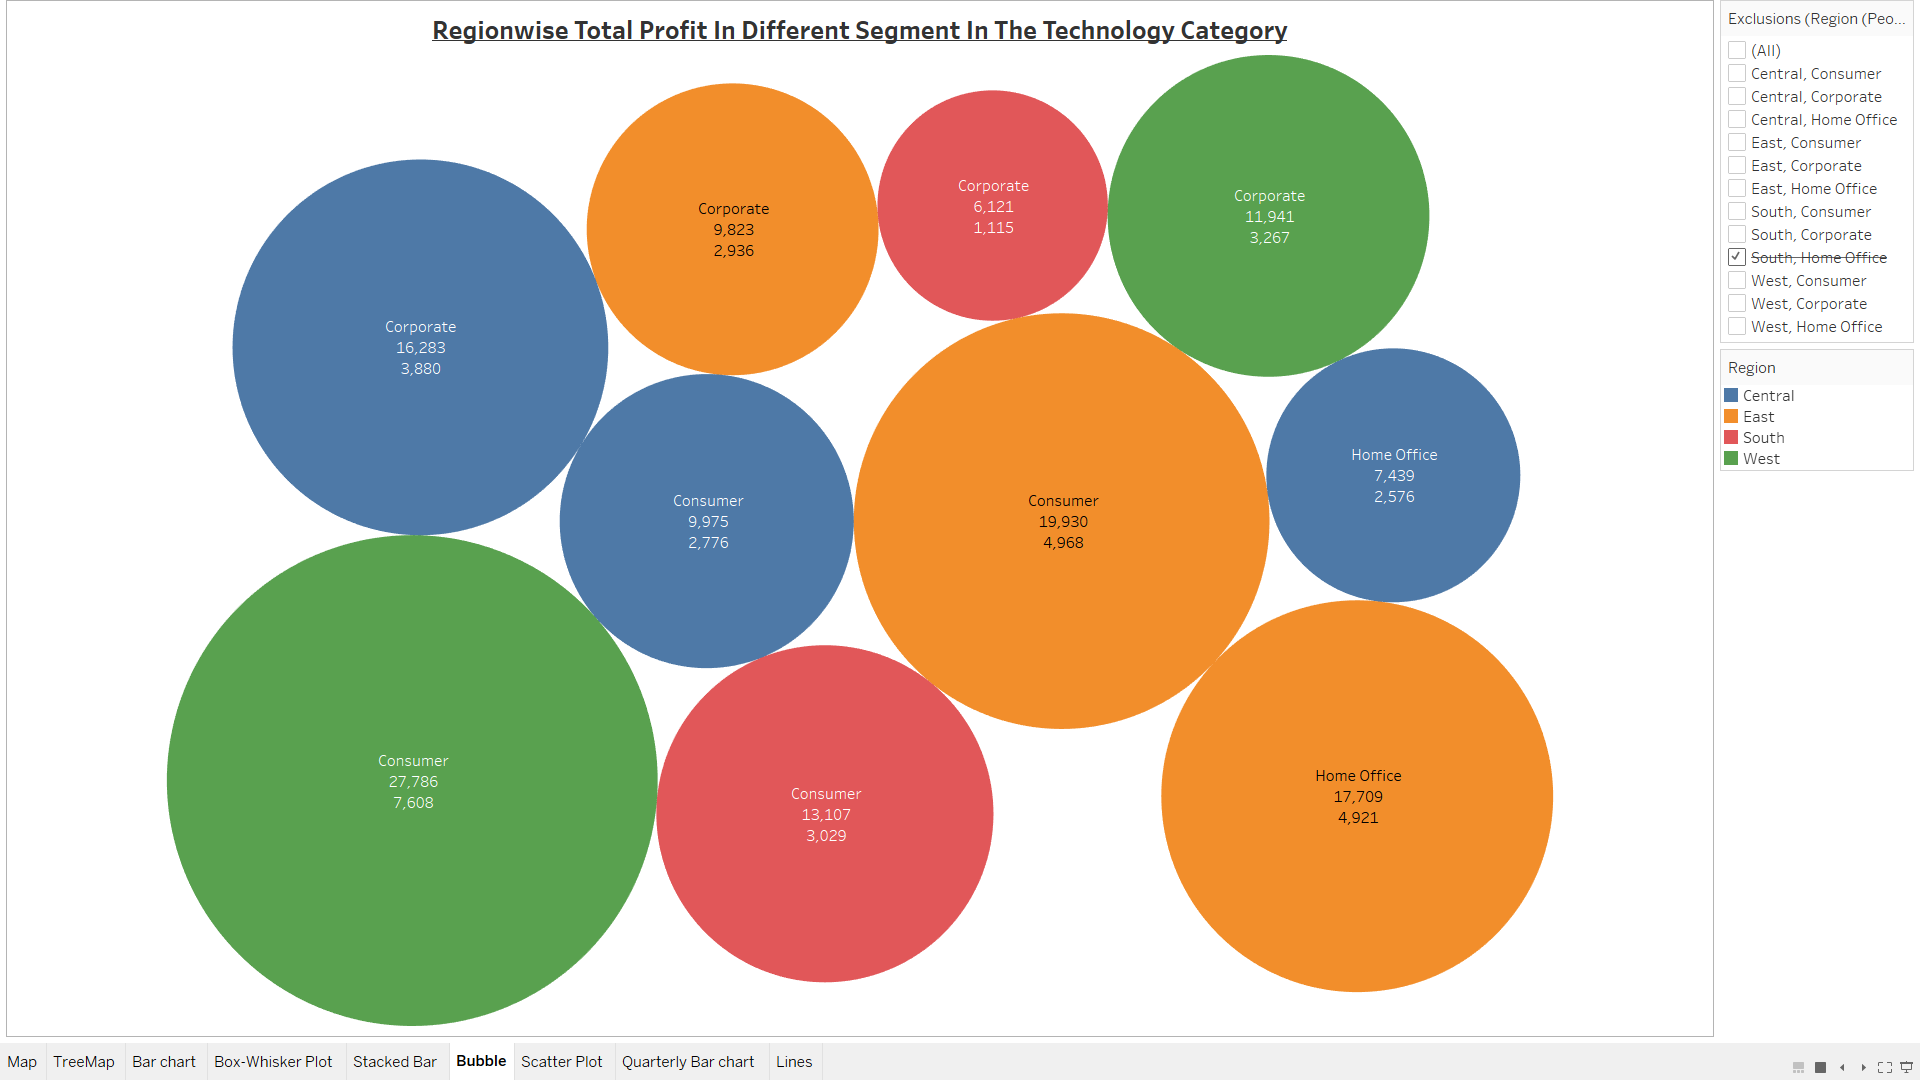 Regionwise Total Profit In Different Segment In The Technology Category
Corporate
9,823
2,936
Corporate
6,121
1,115
Corporate
11,941
3,267
Corporate
16,283
3,880
Consumer
9,975
2,776
Consumer
19,930
4,968
Home Office
7,439
2,576
Consumer
27,786
7,608
Consumer
13,107
3,029
Home Office
17,709
4,921
Exclusions (Region (Peo...
(All)
Central, Consumer
Central, Corporate
Central, Home Office
East, Consumer
East, Corporate
East, Home Office
South, Consumer
South, Corporate
South, Home Office
West, Consumer
West, Corporate
West, Home Office
Region
Central
East
South
West
Map TreeMap Bar chart Box-Whisker Plot Stacked Bar Bubble Scatter Plot Quarterly Bar chart Lines